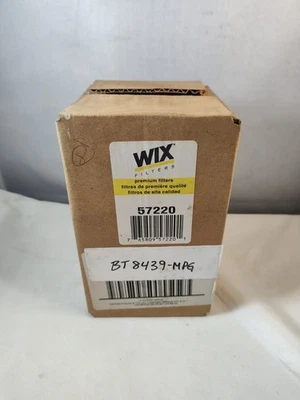 WIX
FILTERS
premium filters
filtres de première qualité
filtros de alta calidad
57220
BT8439-MPG